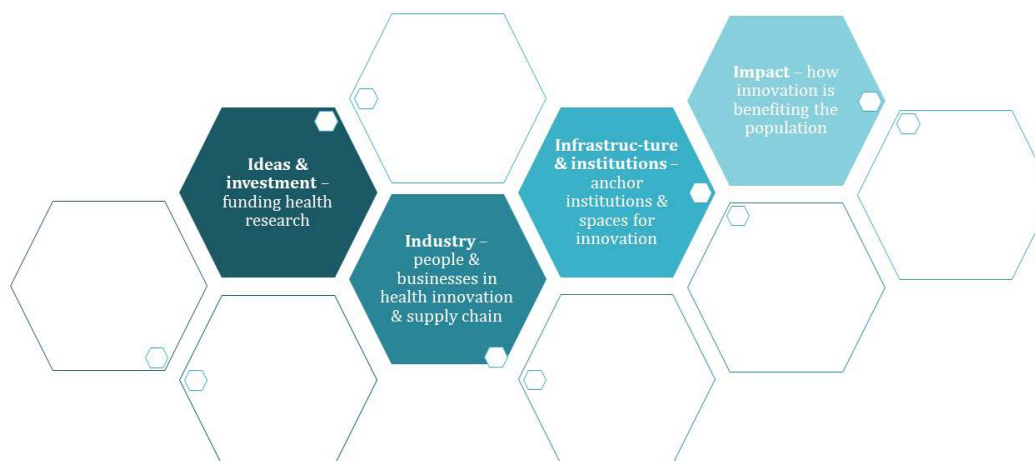 Ideas &
investment –
funding health
research
Industry –
people &
businesses in
health innovation
& supply chain
Infrastruc-ture
& institutions –
anchor
institutions &
spaces for
innovation
Impact – how
innovation is
benefiting the
population